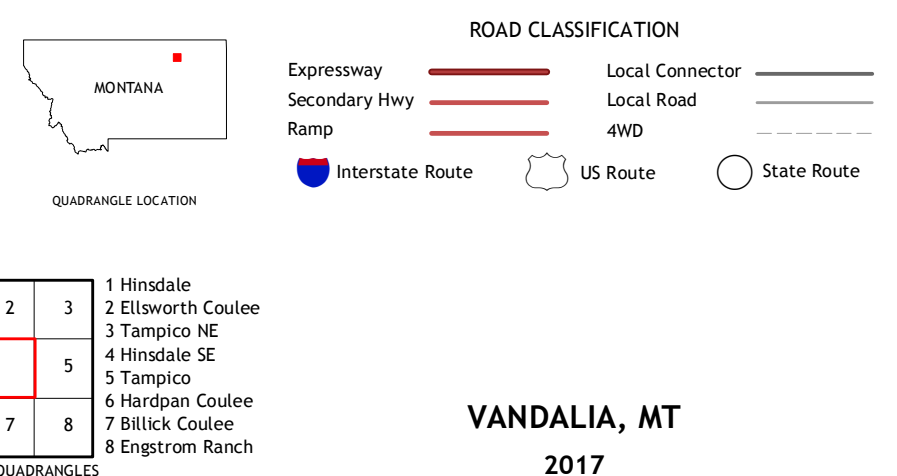 ROAD CLASSIFICATION
Expressway
Local Connector
Secondary Hwy
Local Road
Ramp
4WD
Interstate Route
US Route
State Route
MONTANA
QUADRANGLE LOCATION
2
3
5
7
8
1 Hinsdale
2 Ellsworth Coulee
3 Tampico NE
4 Hinsdale SE
5 Tampico
6 Hardpan Coulee
7 Billick Coulee
8 Engstrom Ranch
QUADRANGLES
VANDALIA, MT
2017